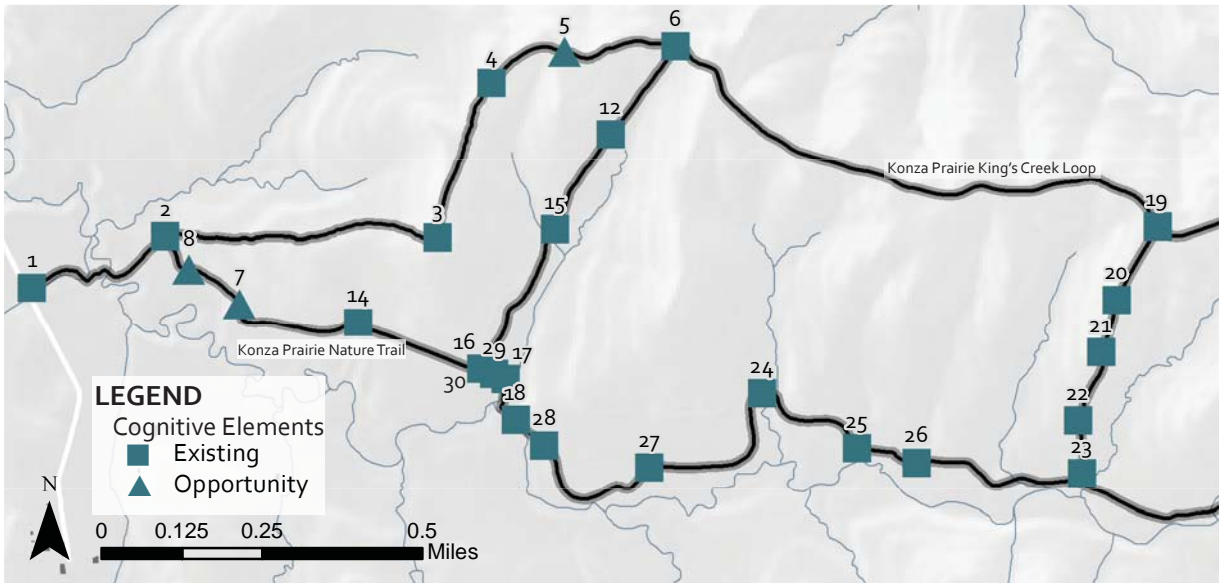 5
6
4
12
Konza Prairie King's Creek Loop
2
3
15
19
8
1
7
14
20
21
Konza Prairie Nature Trail
16
29
17
30
24
18
28
22
25
26
27
23
LEGEND
Cognitive Elements
Existing
Opportunity
N
0 0.125 0.25 0.5
Miles